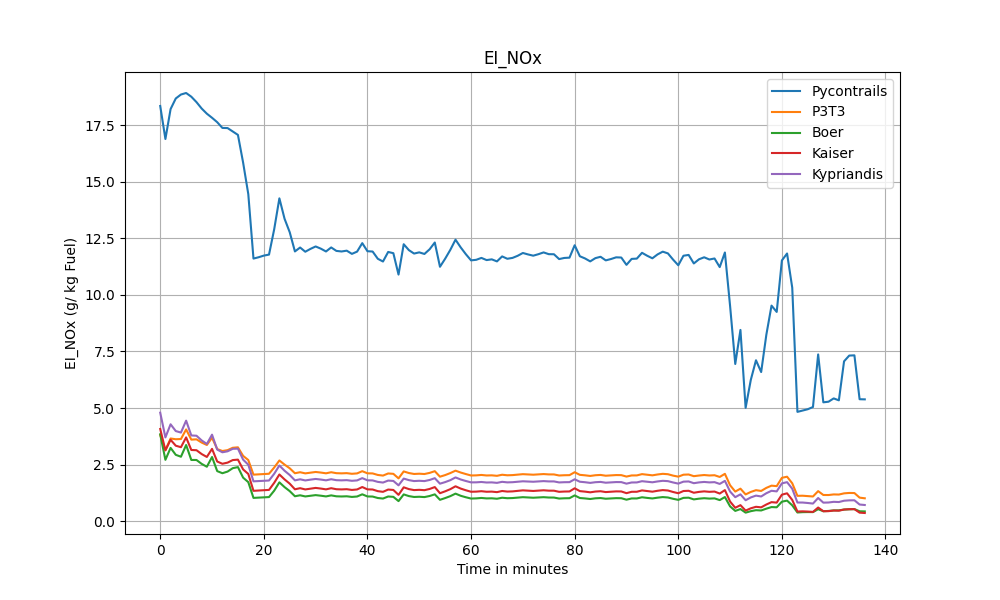 EI_NOx
EI_NOx (g/ kg Fuel)
17.5
15.0
12.5
10.0
7.5
5.0
2.5
0.0
Pycontrails
P3T3
Boer
Kaiser
Kypriandis
0 20 40 60 80 100 120 140
Time in minutes